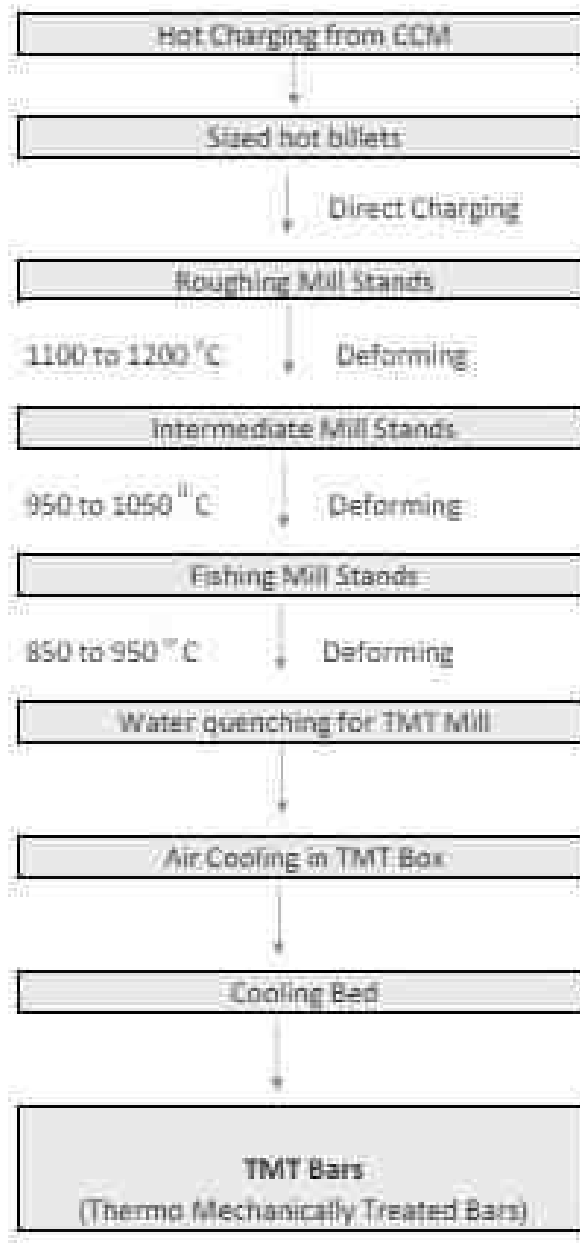 Hot Charging from CCM
Sized hot billets
Direct Charging
Roughing Mill Stands
1100 to 1200 °C Deforming
Intermediate Mill Stands
950 to 1050 °C Deforming
Fishing Mill Stands
850 to 950 °C Deforming
Water quenching for TMT Mill
Air Cooling in TMT Box
Cooling Bed
TMT Bars
(Thermo Mechanically Treated Bars)